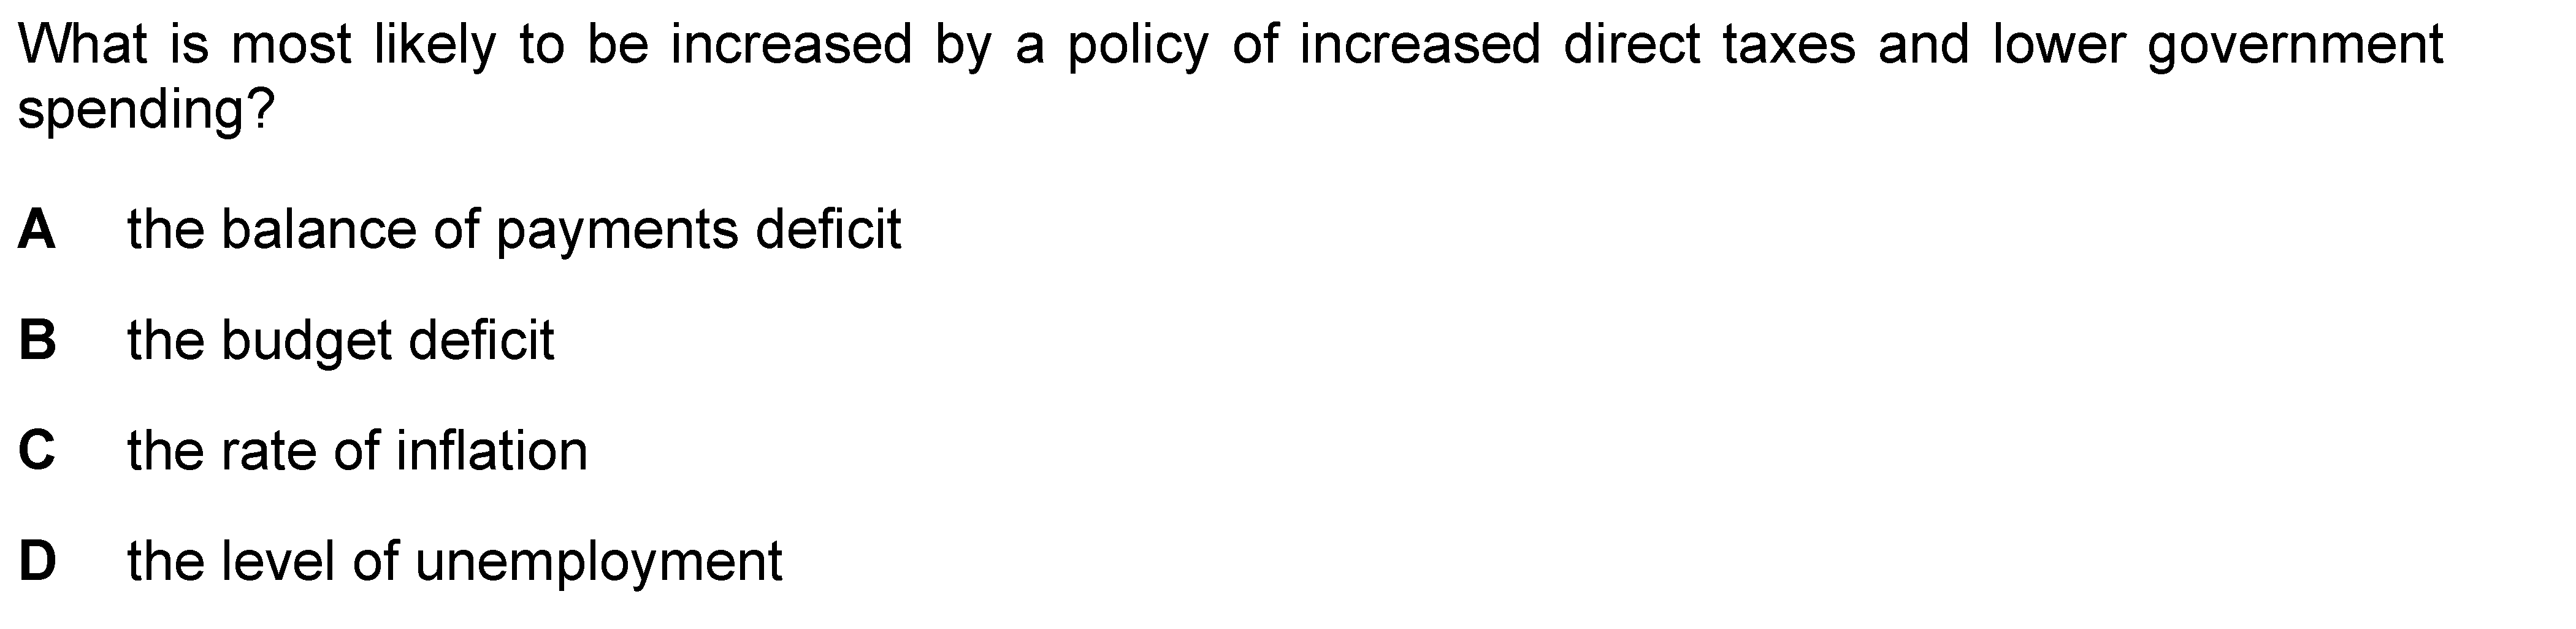 What is most likely to be increased by a policy of increased direct taxes and lower government
spending?
A the balance of payments deficit
B the budget deficit
C the rate of inflation
D the level of unemployment